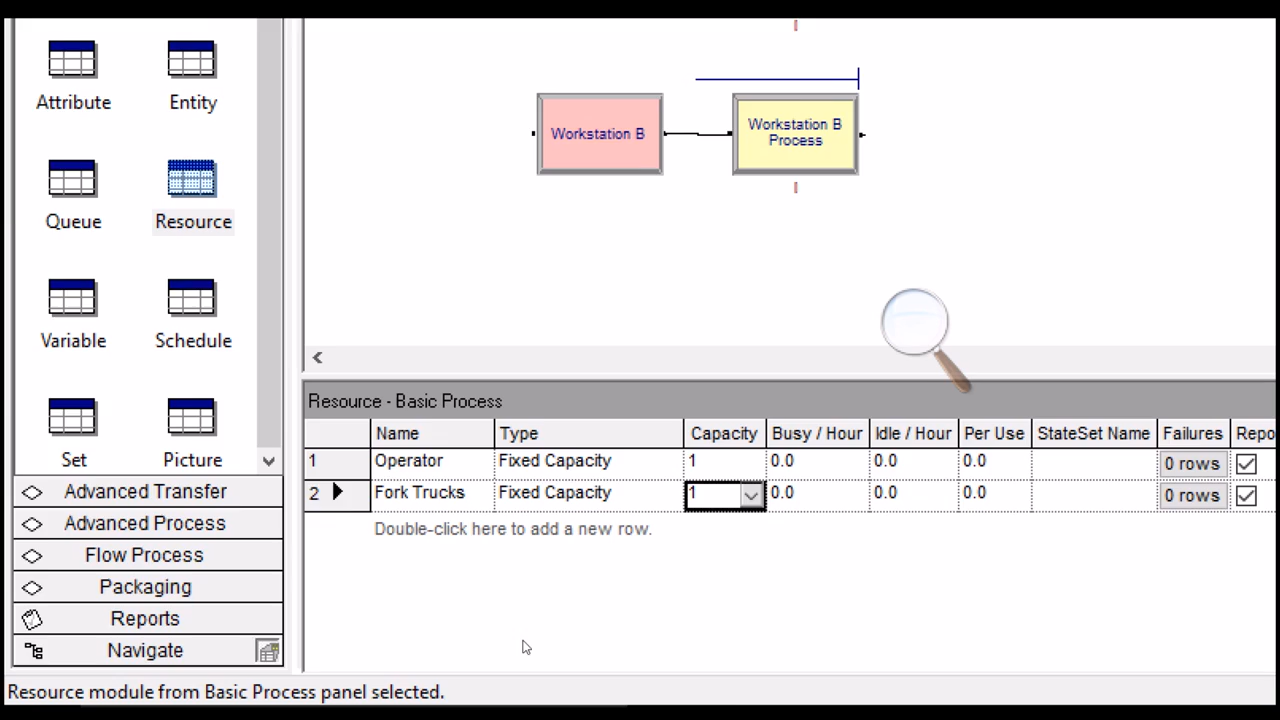 Attribute
Entity
Queue
Resource
Variable
Schedule
Set
Picture
Advanced Transfer
Advanced Process
Flow Process
Packaging
Reports
Navigate
Workstation B
Workstation B
Process
Resource - Basic Process
Name Type Capacity Busy / Hour Idle / Hour Per Use StateSet Name Failures Repo
1 Operator Fixed Capacity 1 0.0 0.0 0.0 0 rows
2 Fork Trucks Fixed Capacity 1 0.0 0.0 0.0 0 rows
Double-click here to add a new row.
Resource module from Basic Process panel selected.